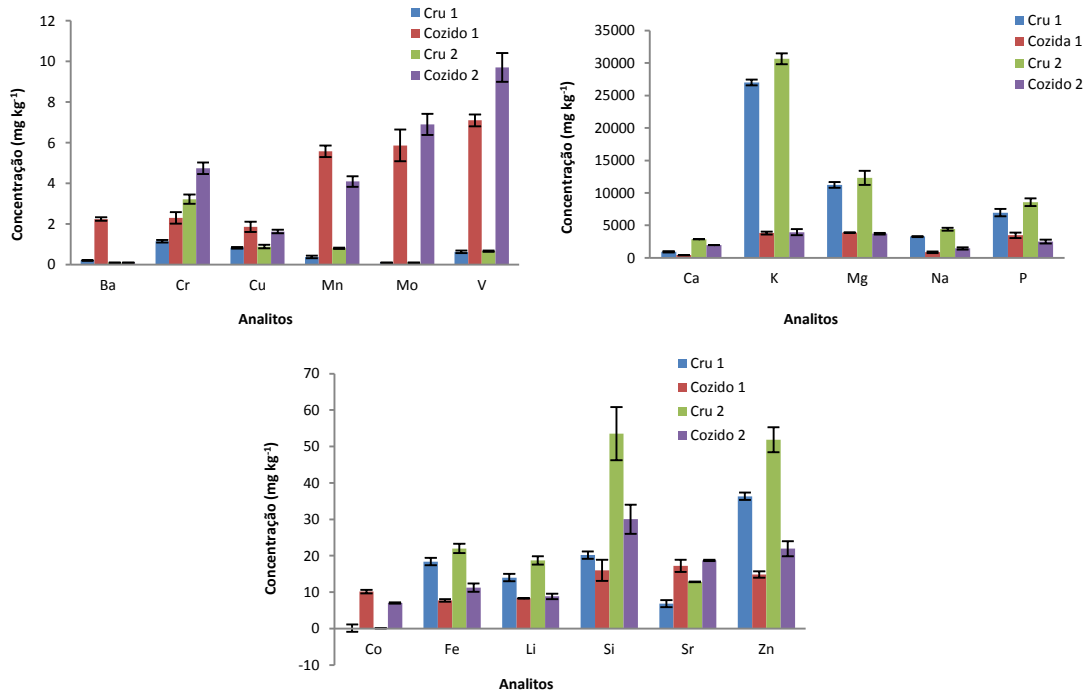 Cru 1
Cozido 1
Cru 2
Cozido 2
Concentração (mg kg⁻¹)
12
10
8
6
4
2
0
Ba Cr Cu Mn Mo V
Analitos
Cru 1
Cozida 1
Cru 2
Cozido 2
Concentração (mg kg⁻¹)
35000
30000
25000
20000
15000
10000
5000
0
Ca K Mg Na P
Analitos
Cru 1
Cozido 1
Cru 2
Cozido 2
Concentração (mg kg⁻¹)
70
60
50
40
30
20
10
0
-10
Co Fe Li Si Sr Zn
Analitos